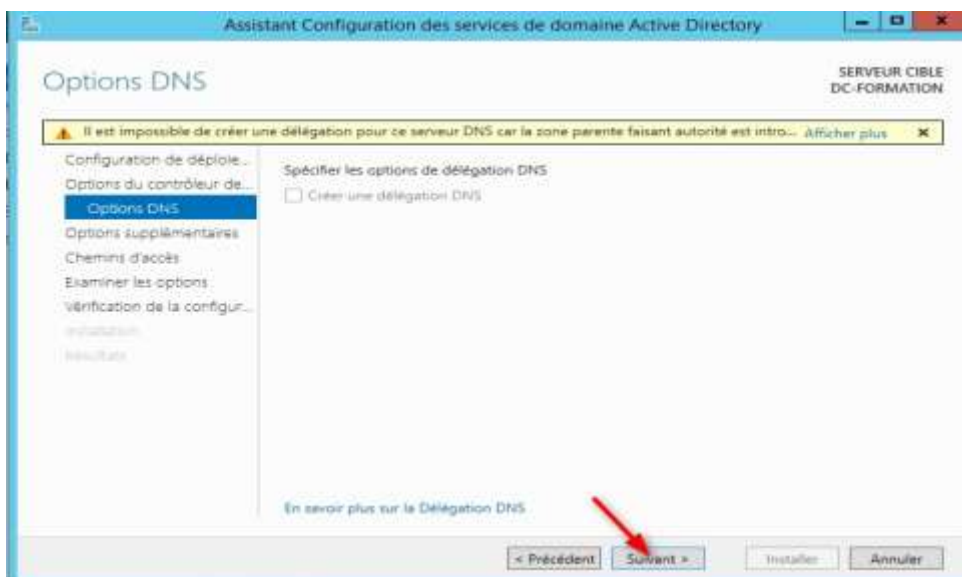 Assistant Configuration des services de domaine Active Directory
Options DNS
SERVEUR CIBLE
DC-FORMATION
Il est impossible de créer une délégation pour ce serveur DNS car la zone parente faisant autorité est intro... Afficher plus
Configuration de déploie...
Options du contrôleur de...
Options DNS
Options supplémentaires
Chemins d'accès
Examiner les options
Vérification de la configur...
Installation
Résultats
Spécifier les options de délégation DNS
Créer une délégation DNS
En savoir plus sur la Délégation DNS
< Précédent
Suivant >
Installer
Annuler